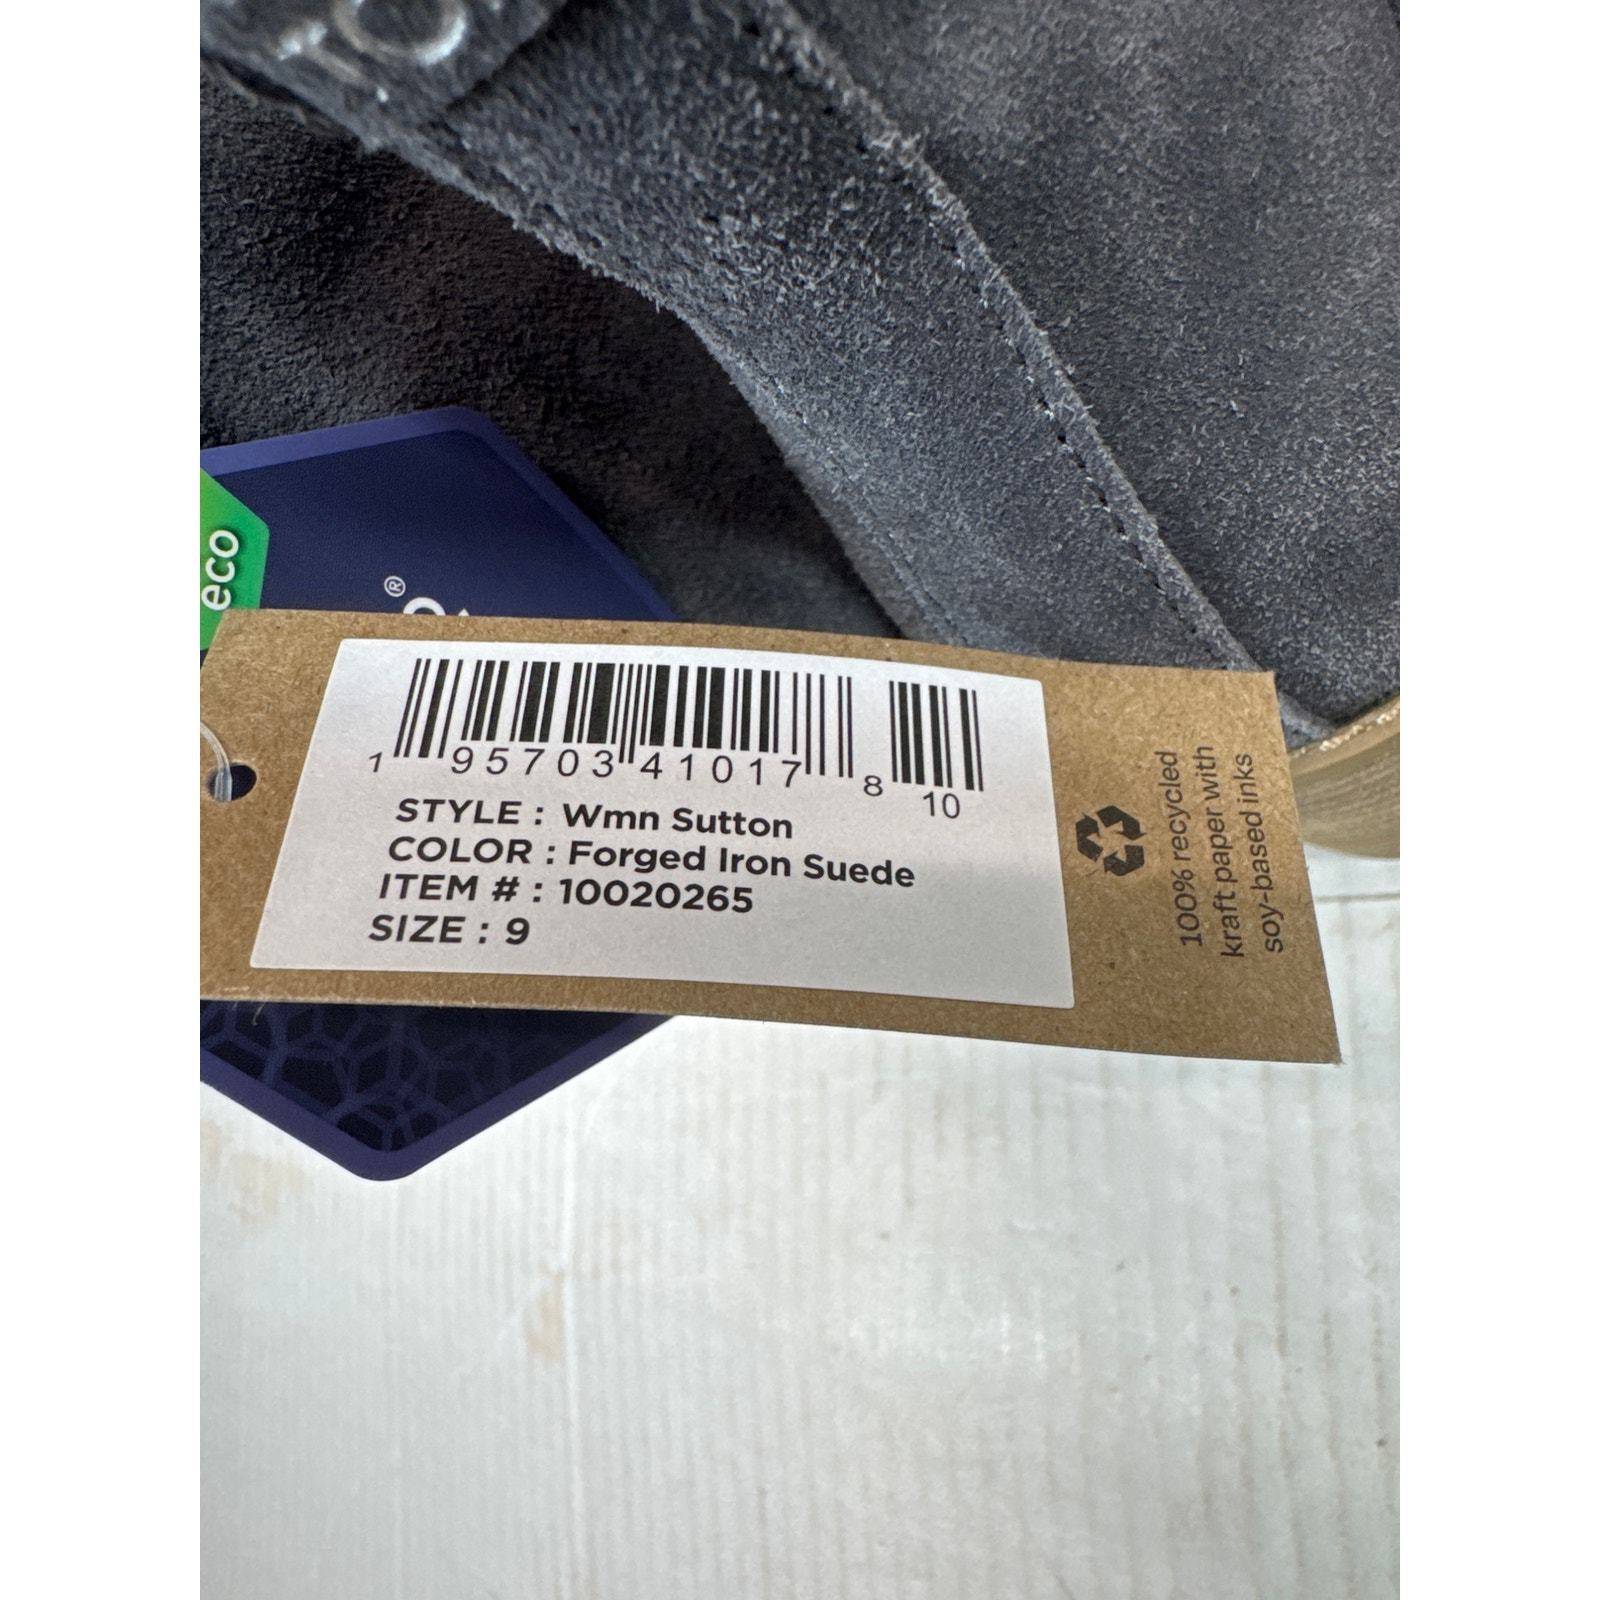 eco
®
1 95703 41017 8 10
STYLE : Wmn Sutton
COLOR : Forged Iron Suede
ITEM # : 10020265
SIZE : 9
100% recycled
kraft paper with
soy-based inks